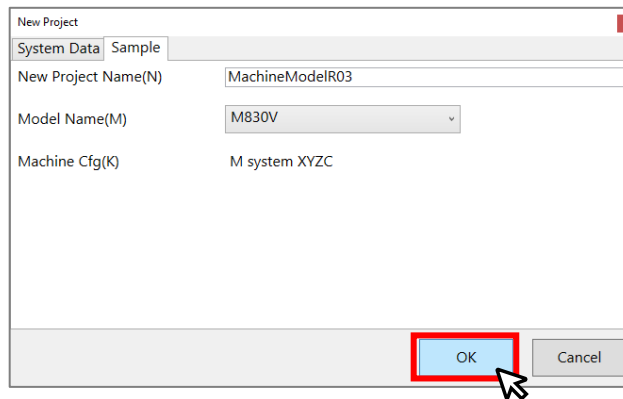 New Project
System Data Sample
New Project Name(N) MachineModelR03
Model Name(M) M830V
Machine Cfg(K) M system XYZC
OK Cancel